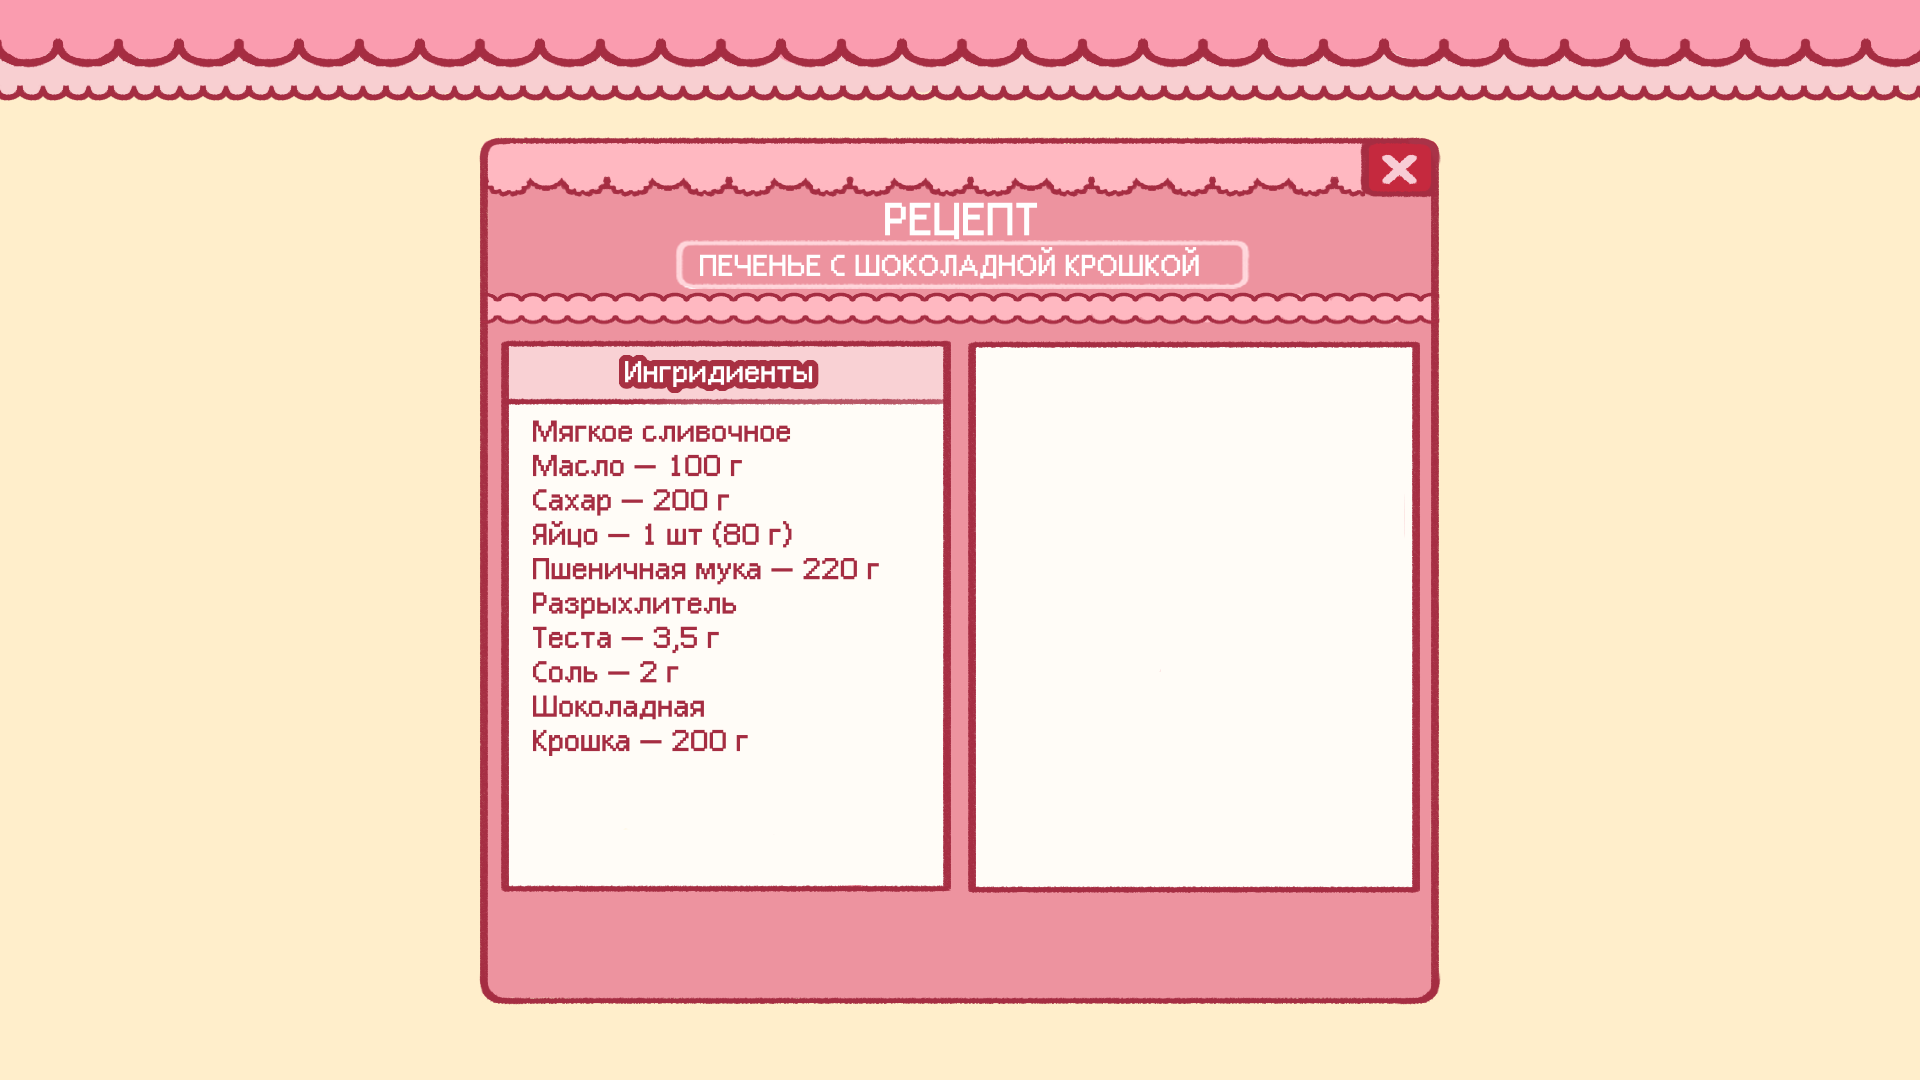 РЕЦЕПТ
ПЕЧЕНЬЕ С ШОКОЛАДНОЙ КРОШКОЙ
Ингридиенты
Мягкое сливочное
Масло — 100 г
Сахар — 200 г
Яйцо — 1 шт (80 г)
Пшеничная мука — 220 г
Разрыхлитель
Теста — 3,5 г
Соль — 2 г
Шоколадная
Крошка — 200 г